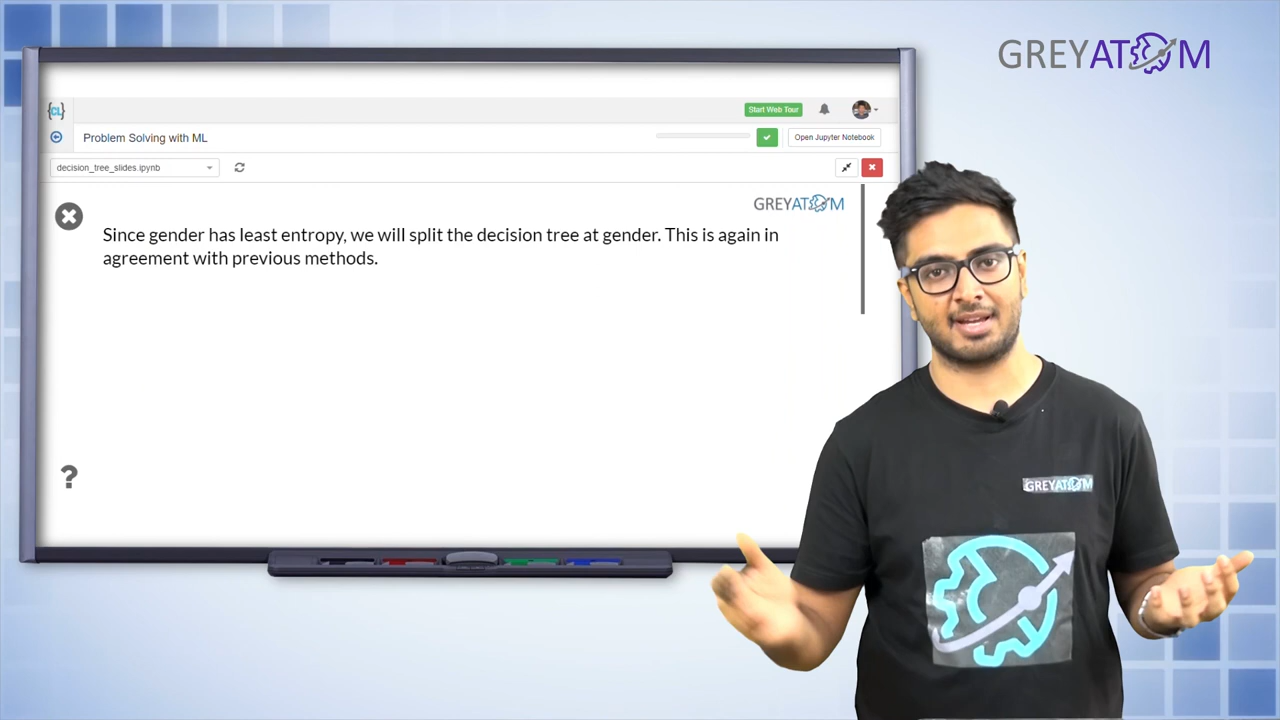 GREYATOM
{CL}
Start Web Tour
Problem Solving with ML
Open Jupyter Notebook
decision_tree_slides.ipynb
GREYATOM
Since gender has least entropy, we will split the decision tree at gender. This is again in
agreement with previous methods.
?
GREYATOM